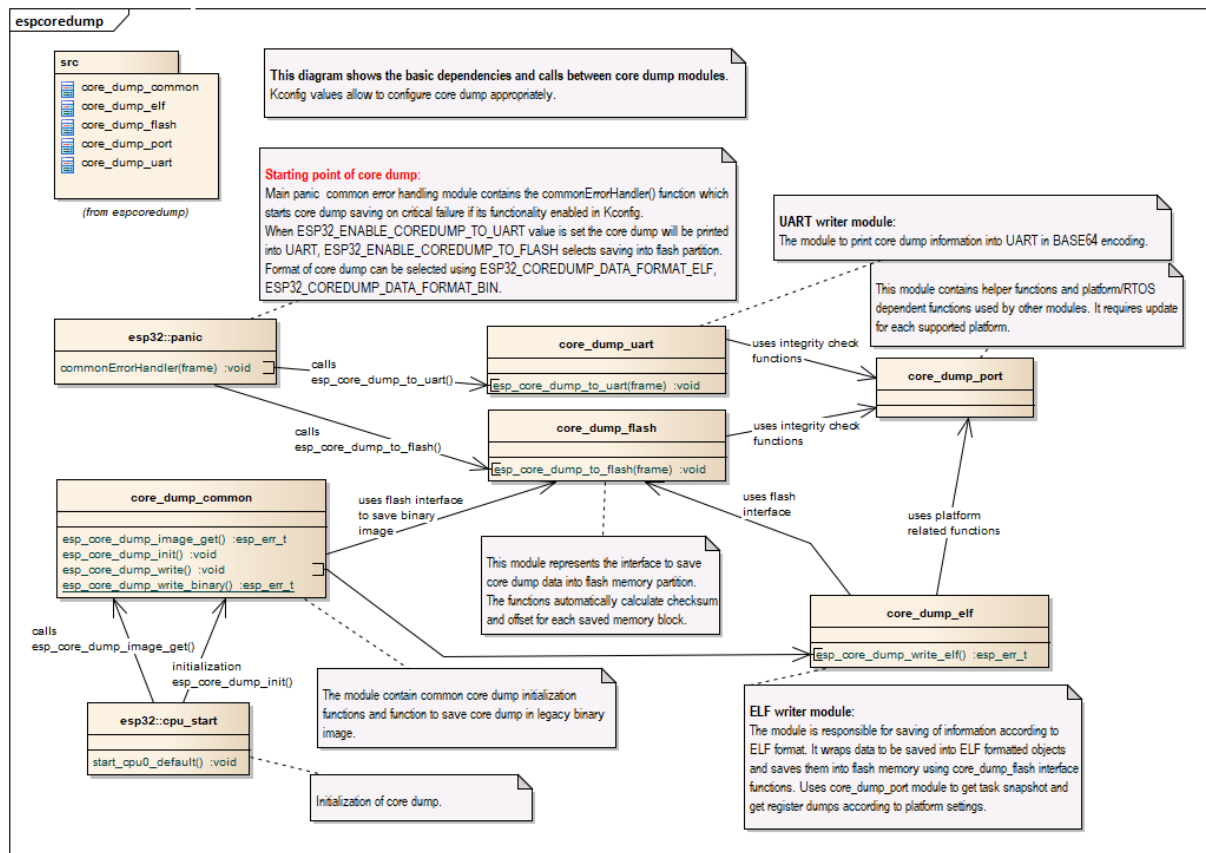 espcoredump
src
core_dump_common
core_dump_elf
core_dump_flash
core_dump_port
core_dump_uart
(from espcoredump)
This diagram shows the basic dependencies and calls between core dump modules.
Kconfig values allow to configure core dump appropriately.
Starting point of core dump:
Main panic common error handling module contains the commonErrorHandler() function which
starts core dump saving on critical failure if its functionality enabled in Kconfig.
When ESP32_ENABLE_COREDUMP_TO_UART value is set the core dump will be printed
into UART, ESP32_ENABLE_COREDUMP_TO_FLASH selects saving into flash partition.
Format of core dump can be selected using ESP32_COREDUMP_DATA_FORMAT_ELF,
ESP32_COREDUMP_DATA_FORMAT_BIN.
UART writer module:
The module to print core dump information into UART in BASE64 encoding.
This module contains helper functions and platform/RTOS
dependent functions used by other modules. It requires update
for each supported platform.
esp32::panic
commonErrorHandler(frame) :void
calls
esp_core_dump_to_uart()
core_dump_uart
esp_core_dump_to_uart(frame) :void
uses integrity check
functions
core_dump_port
calls
esp_core_dump_to_flash()
core_dump_flash
esp_core_dump_to_flash(frame) :void
uses integrity check
functions
core_dump_common
esp_core_dump_image_get() :esp_err_t
esp_core_dump_init() :void
esp_core_dump_write() :void
esp_core_dump_write_binary() :esp_err_t
uses flash interface
to save binary
image
uses flash
interface
uses platform
related functions
This module represents the interface to save
core dump data into flash memory partition.
The functions automatically calculate checksum
and offset for each saved memory block.
core_dump_elf
esp_core_dump_write_elf() :esp_err_t
calls
esp_core_dump_image_get()
initialization
esp_core_dump_init()
The module contain common core dump initialization
functions and function to save core dump in legacy binary
image.
esp32::cpu_start
start_cpu0_default() :void
Initialization of core dump.
ELF writer module:
The module is responsible for saving of information according to
ELF format. It wraps data to be saved into ELF formatted objects
and saves them into flash memory using core_dump_flash interface
functions. Uses core_dump_port module to get task snapshot and
get register dumps according to platform settings.